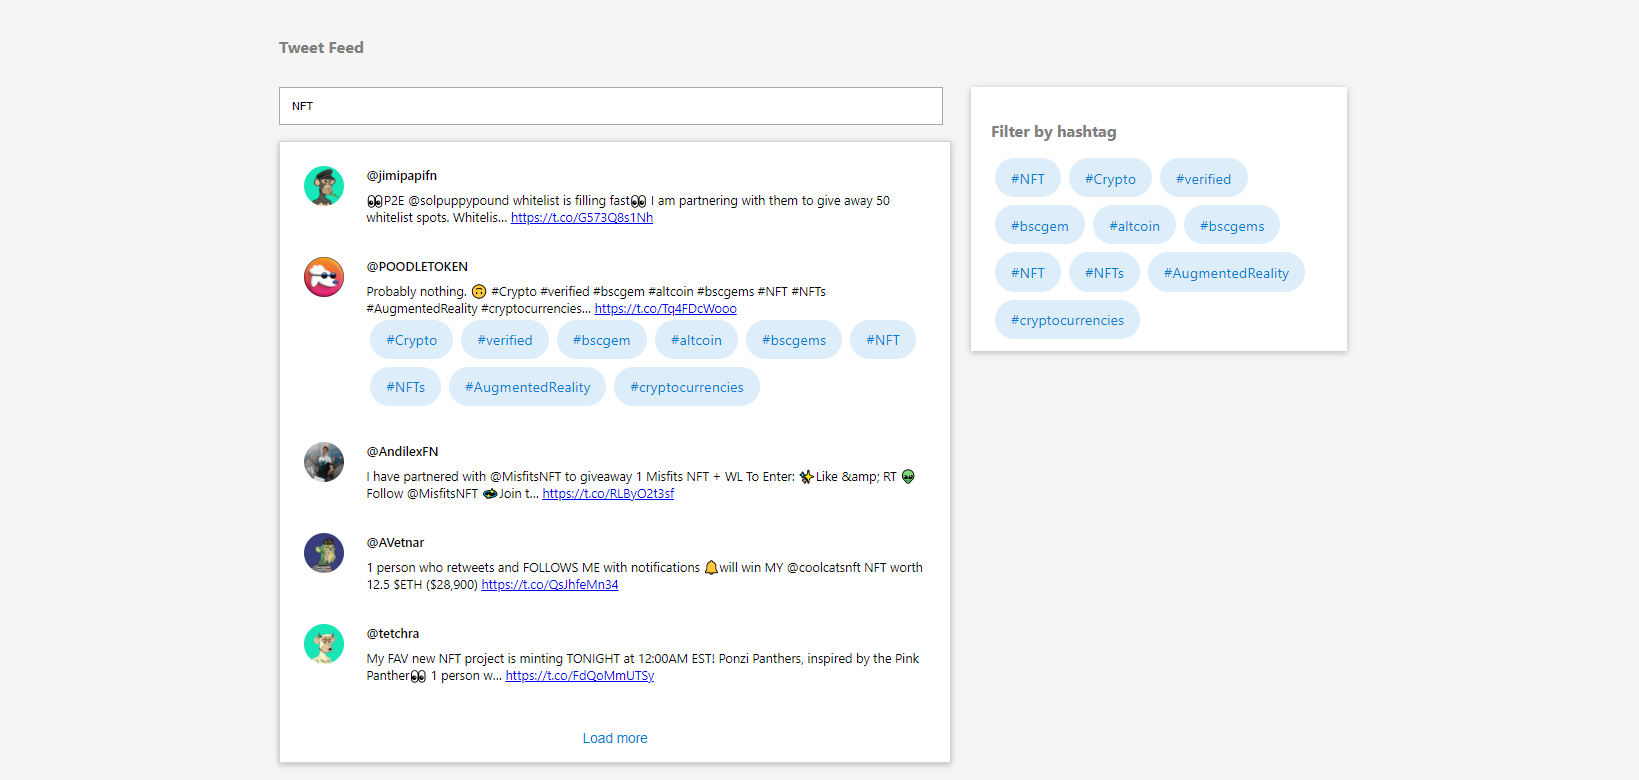 Tweet Feed
NFT
@jimipapifn
👀P2E @solpuppypound whitelist is filling fast👀 I am partnering with them to give away 50
whitelist spots. Whitelis... https://t.co/G573Q8s1Nh
@POODLETOKEN
Probably nothing. 🙃 #Crypto #verified #bscgem #altcoin #bscgems #NFT #NFTs
#AugmentedReality #cryptocurrencies... https://t.co/Tq4FDcWooo
#Crypto #verified #bscgem #altcoin #bscgems #NFT
#NFTs #AugmentedReality #cryptocurrencies
@AndilexFN
I have partnered with @MisfitsNFT to giveaway 1 Misfits NFT + WL To Enter: ✨Like &amp; RT 👽
Follow @MisfitsNFT 🪐Join t... https://t.co/RLByO2t3sf
@AVetnar
1 person who retweets and FOLLOWS ME with notifications 🔔will win MY @coolcatsnft NFT worth
12.5 $ETH ($28,900) https://t.co/QsJhfeMn34
@tetchra
My FAV new NFT project is minting TONIGHT at 12:00AM EST! Ponzi Panthers, inspired by the Pink
Panther👀 1 person w... https://t.co/FdQoMmUTSy
Load more
Filter by hashtag
#NFT #Crypto #verified
#bscgem #altcoin #bscgems
#NFT #NFTs #AugmentedReality
#cryptocurrencies